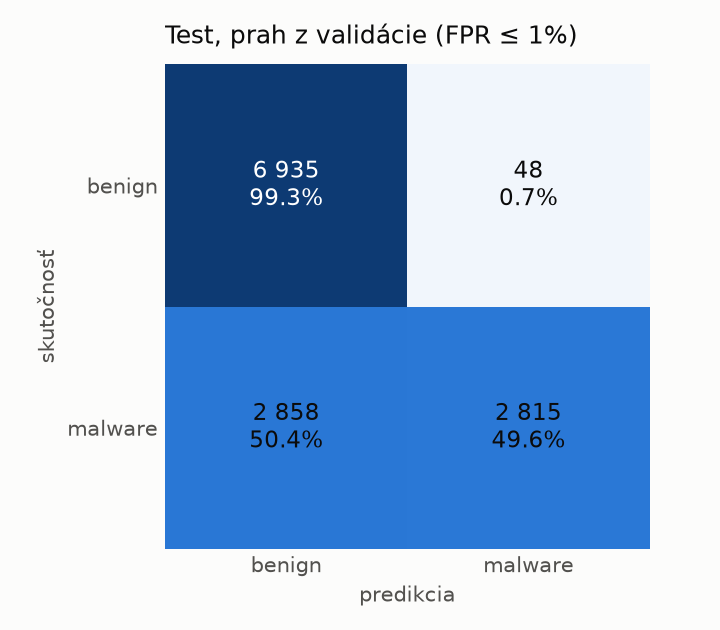 Test, prah z validácie (FPR ≤ 1%)
skutočnosť
benign
6 935
99.3%
48
0.7%
malware
2 858
50.4%
2 815
49.6%
benign
malware
predikcia